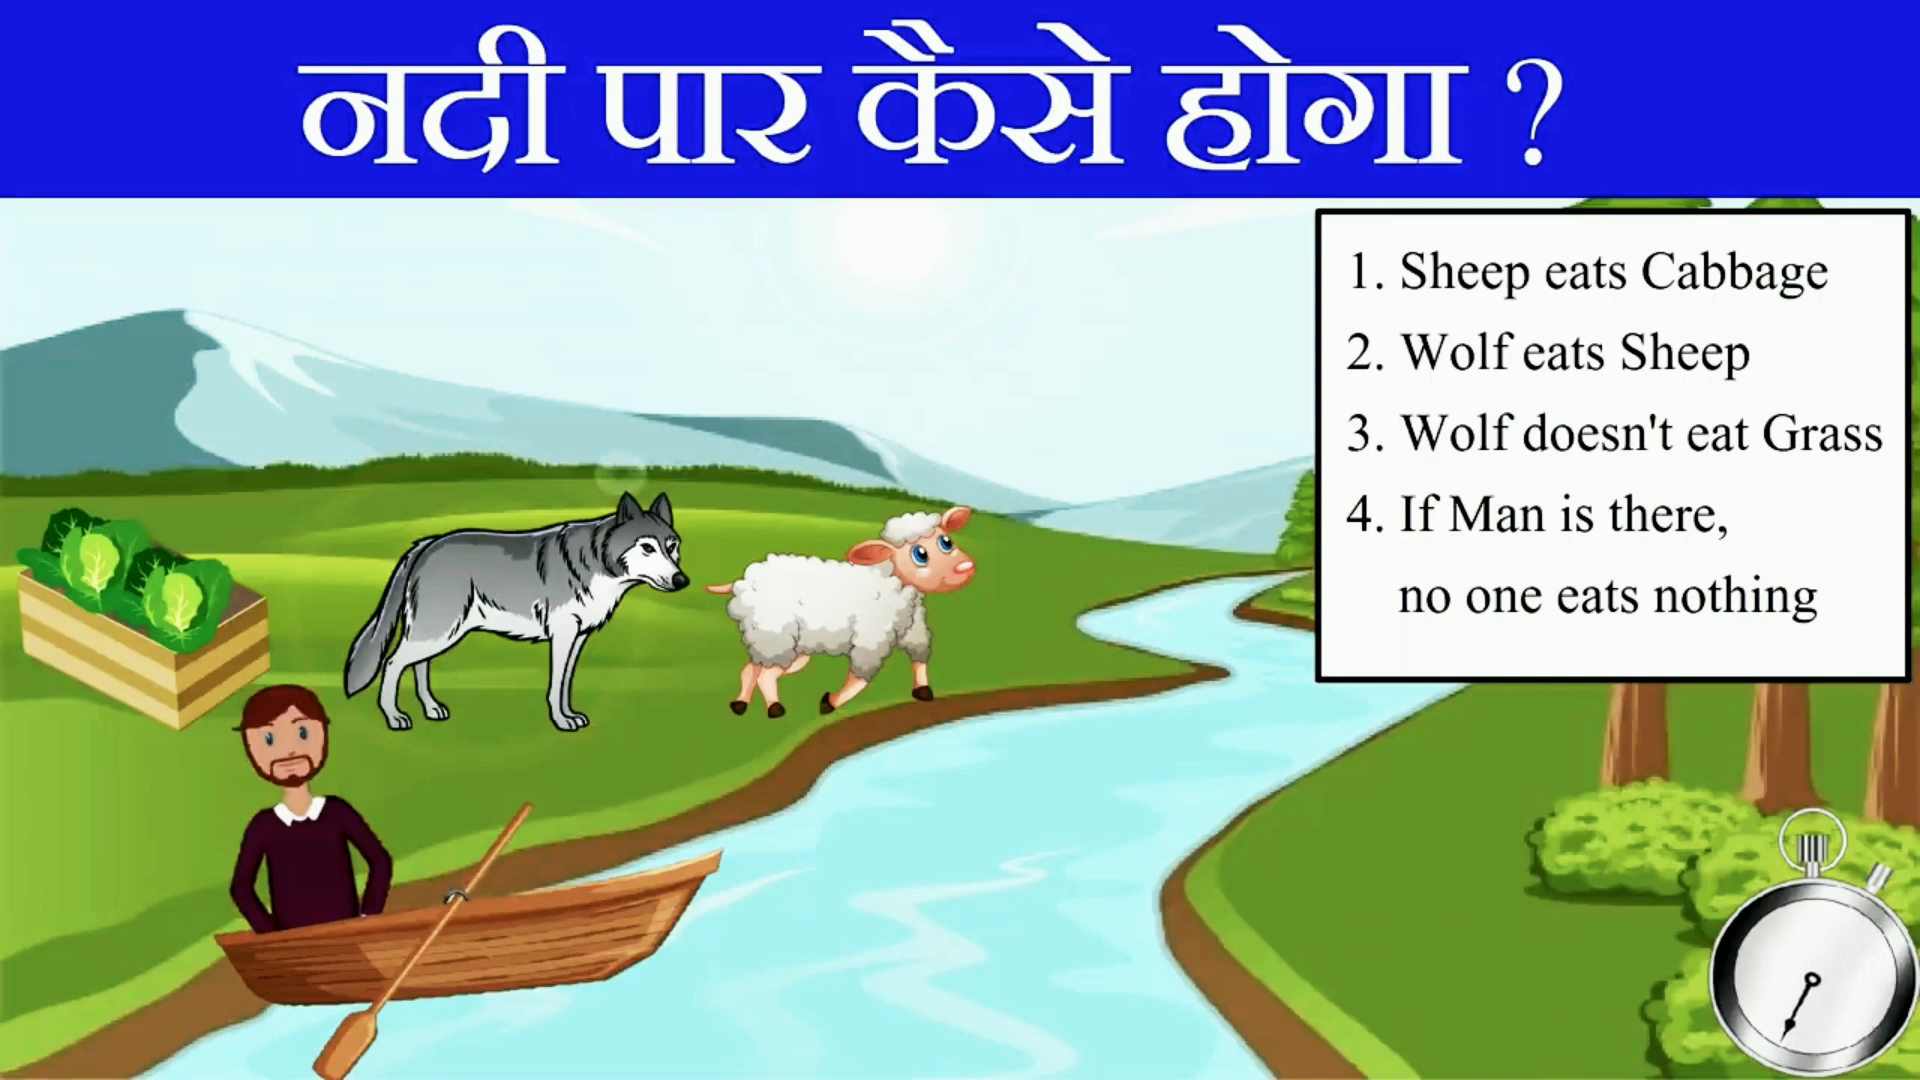 नदी पार कैसे होगा ?
1. Sheep eats Cabbage
2. Wolf eats Sheep
3. Wolf doesn't eat Grass
4. If Man is there,
no one eats nothing